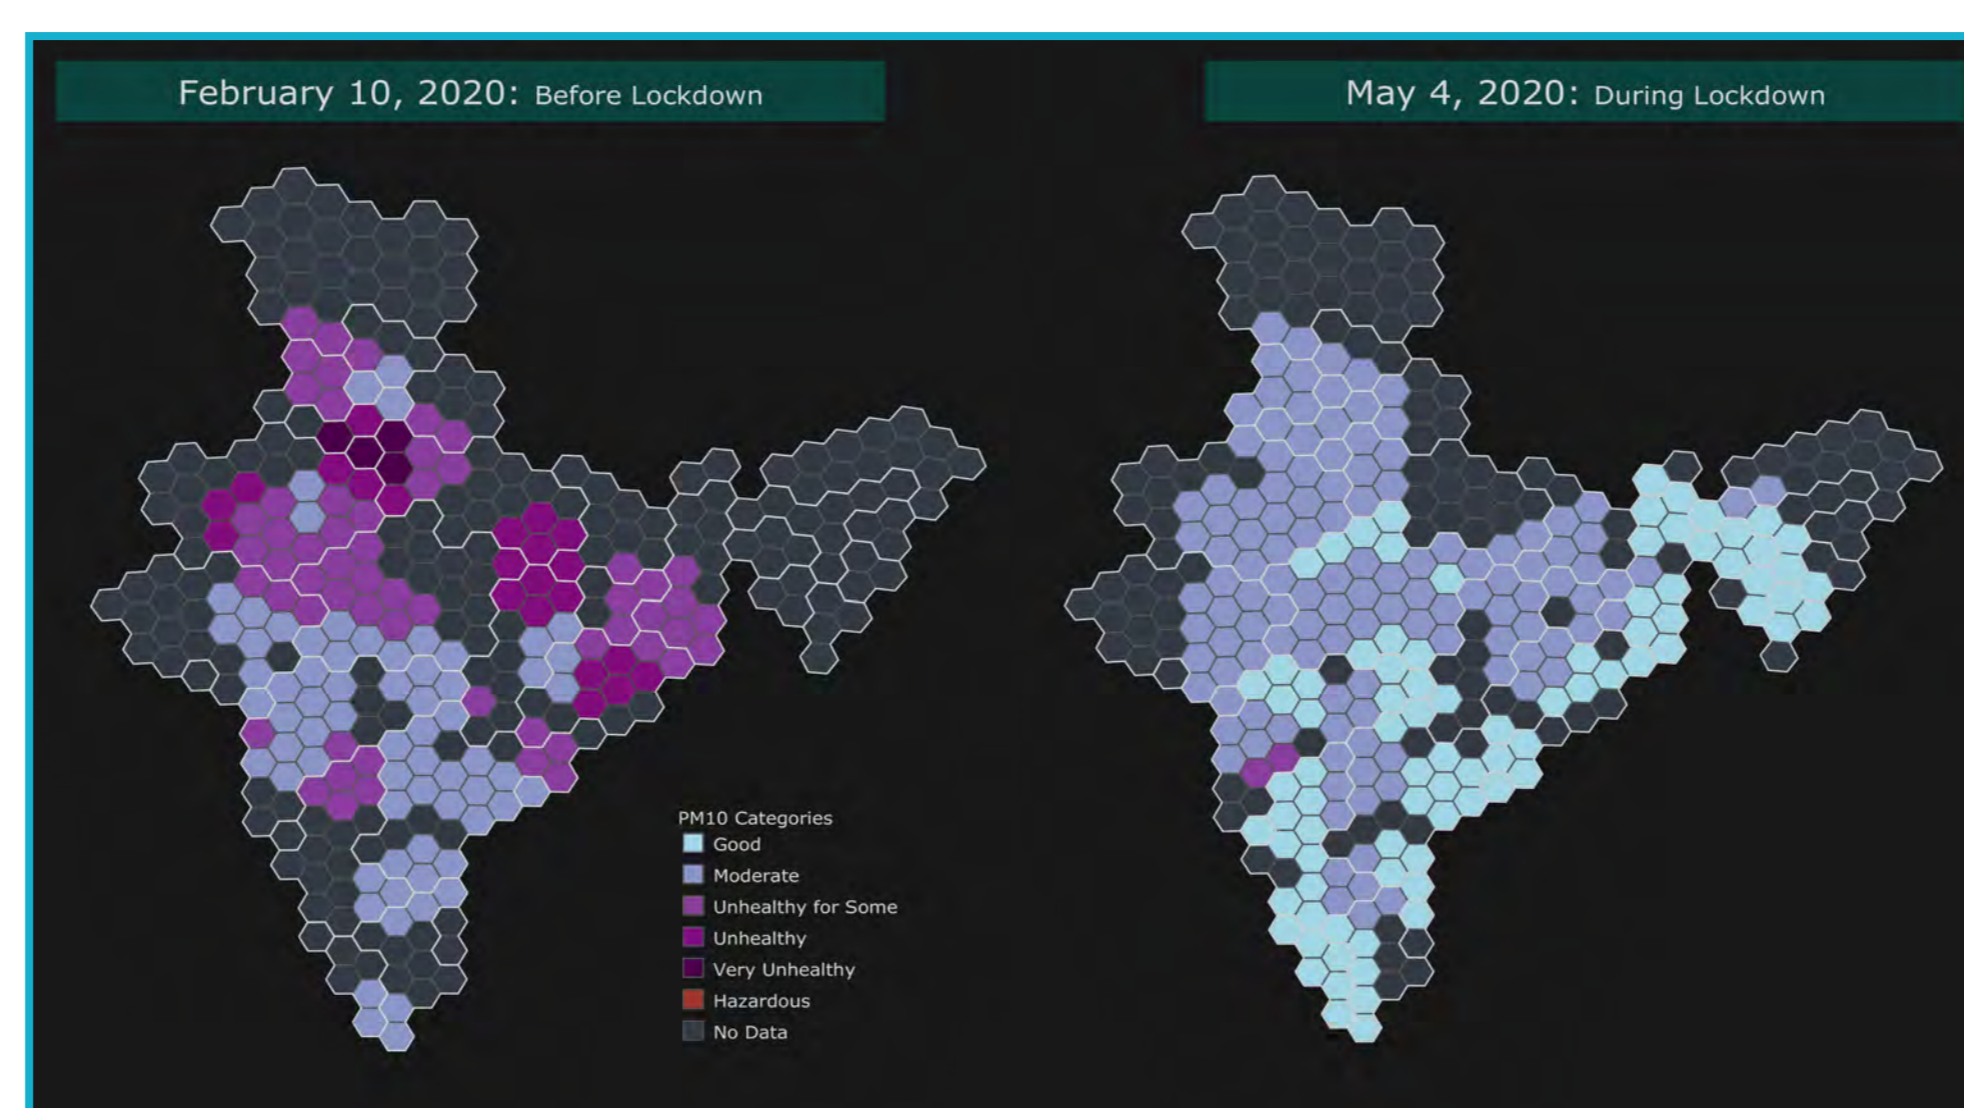 February 10, 2020: Before Lockdown
May 4, 2020: During Lockdown
PM10 Categories
Good
Moderate
Unhealthy for Some
Unhealthy
Very Unhealthy
Hazardous
No Data